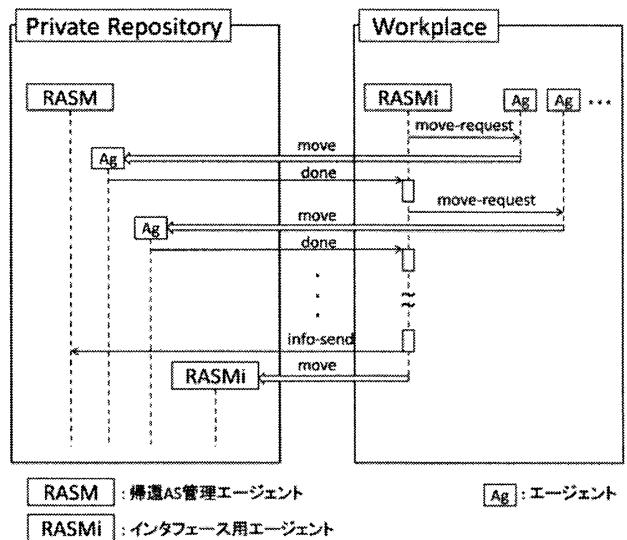 Private Repository
Workplace
RASM
RASMi
Ag
Ag
...
move-request
move
Ag
done
move-request
move
Ag
done
info-send
move
RASMi
RASM : 帰還AS管理エージェント
Ag : エージェント
RASMi : インタフェース用エージェント